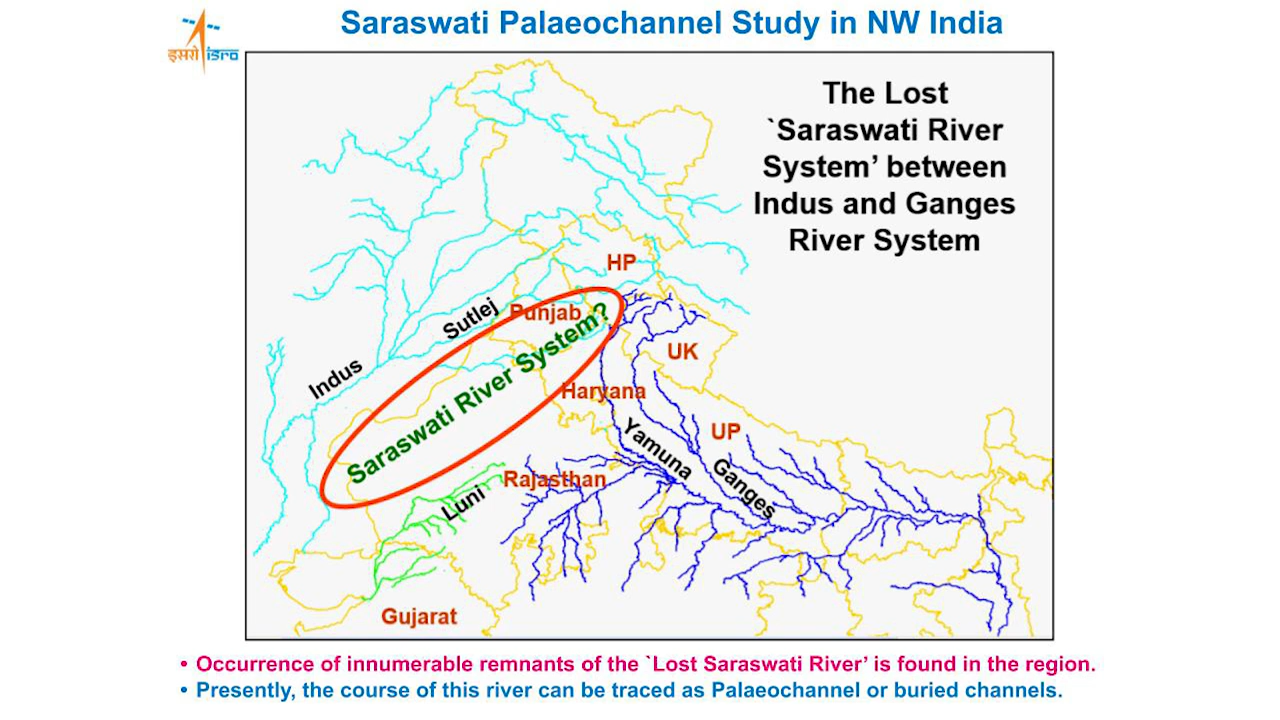 Saraswati Palaeochannel Study in NW India
इसरो isro
The Lost
`Saraswati River
System’ between
Indus and Ganges
River System
HP
Punjab
Sutlej
Saraswati River System?
UK
Indus
Haryana
UP
Yamuna
Ganges
Rajasthan
Luni
Gujarat
• Occurrence of innumerable remnants of the `Lost Saraswati River’ is found in the region.
• Presently, the course of this river can be traced as Palaeochannel or buried channels.